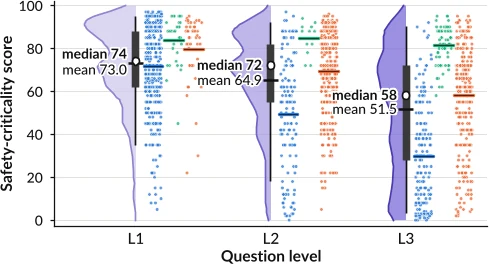 Safety-criticality score
100
80
60
40
20
0
median 74
mean 73.0
median 72
mean 64.9
median 58
mean 51.5
L1
L2
L3
Question level